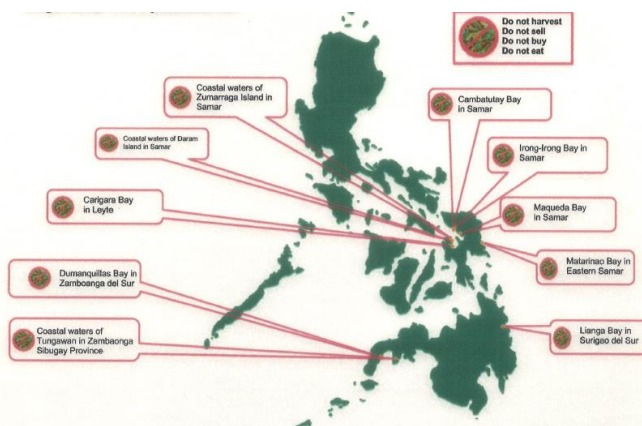 Do not harvest
Do not sell
Do not buy
Do not eat
Coastal waters of
Zumarraga Island in
Samar
Cambatutay Bay
in Samar
Coastal waters of Daram
Island in Samar
Irong-Irong Bay in
Samar
Carigara Bay
in Leyte
Maqueda Bay
in Samar
Matarinao Bay in
Eastern Samar
Dumanquillas Bay in
Zamboanga del Sur
Coastal waters of
Tungawan in Zambaonga
Sibugay Province
Lianga Bay in
Surigao del Sur